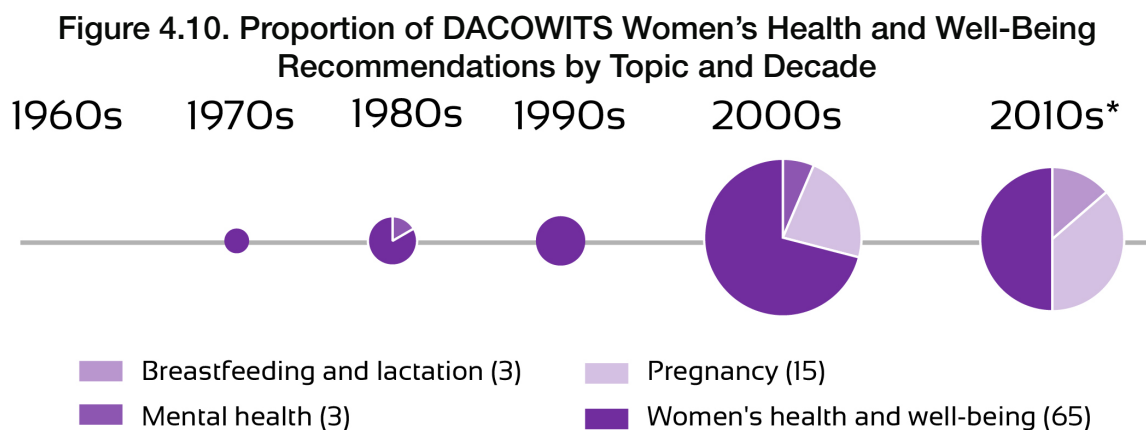 Figure 4.10. Proportion of DACOWITS Women’s Health and Well-Being
Recommendations by Topic and Decade
1960s 1970s 1980s 1990s 2000s 2010s*
Breastfeeding and lactation (3) Pregnancy (15)
Mental health (3) Women's health and well-being (65)